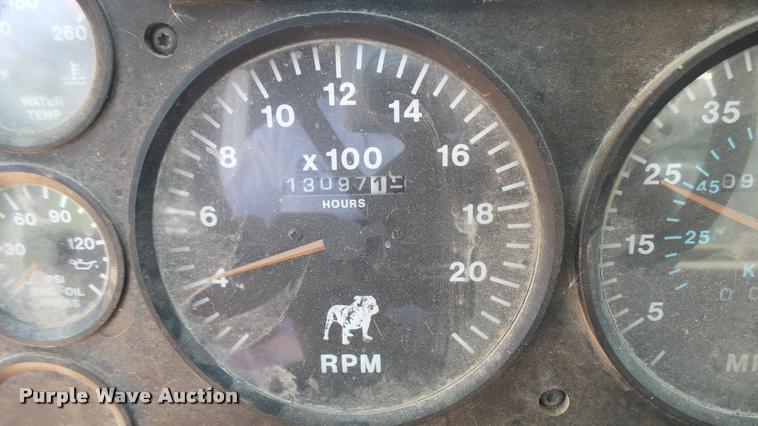 260
F
WATER
TEMP
60 90
30 120
PSI
OIL
4 6 8 10 12 14 16 18 20
x 100
HOURS
RPM
35
25
15
5
45
25
K
Purple Wave Auction